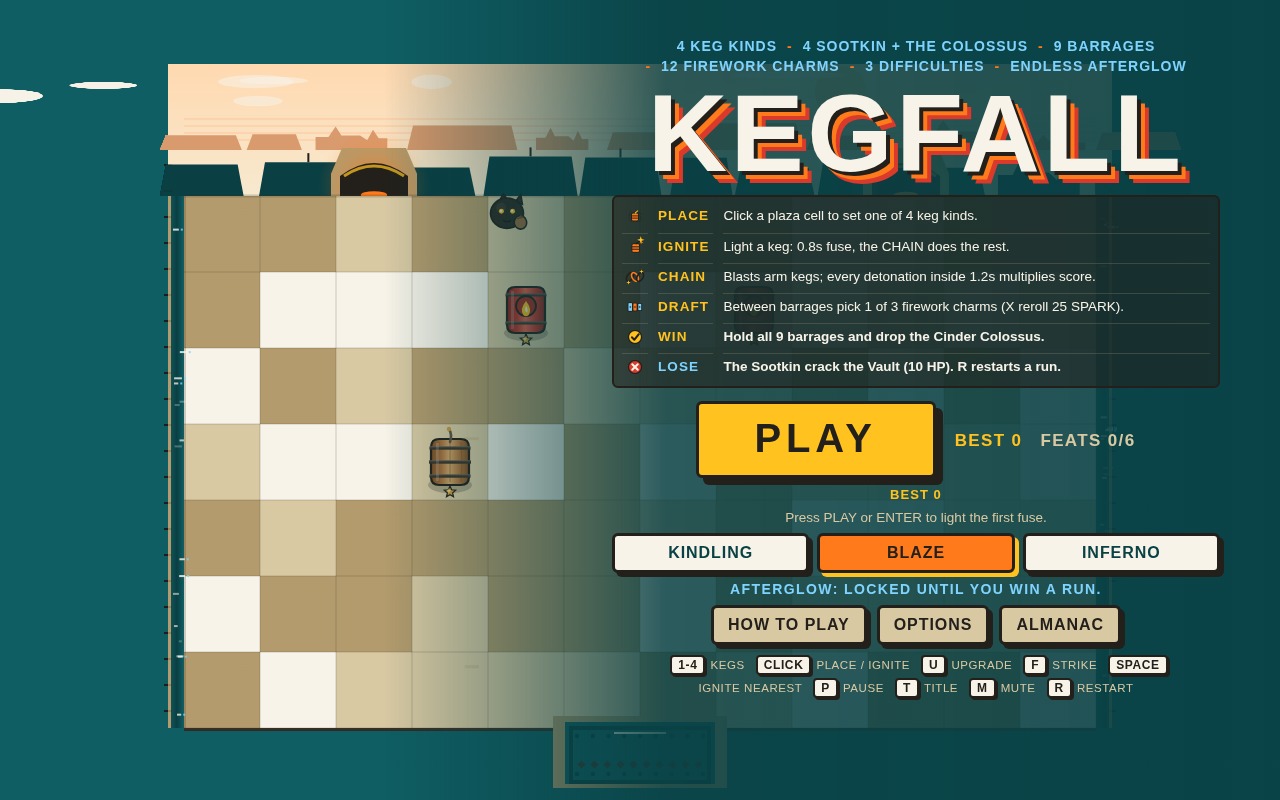 4 KEG KINDS - 4 SOOTKIN + THE COLOSSUS - 9 BARRAGES
- 12 FIREWORK CHARMS - 3 DIFFICULTIES - ENDLESS AFTERGLOW
KEGFALL
PLACE Click a plaza cell to set one of 4 keg kinds.
IGNITE Light a keg: 0.8s fuse, the CHAIN does the rest.
CHAIN Blasts arm kegs; every detonation inside 1.2s multiplies score.
DRAFT Between barrages pick 1 of 3 firework charms (X reroll 25 SPARK).
WIN Hold all 9 barrages and drop the Cinder Colossus.
LOSE The Sootkin crack the Vault (10 HP). R restarts a run.
PLAY BEST 0 FEATS 0/6
BEST 0
Press PLAY or ENTER to light the first fuse.
KINDLING BLAZE INFERNO
AFTERGLOW: LOCKED UNTIL YOU WIN A RUN.
HOW TO PLAY OPTIONS ALMANAC
1-4 KEGS CLICK PLACE / IGNITE U UPGRADE F STRIKE SPACE
IGNITE NEAREST P PAUSE T TITLE M MUTE R RESTART